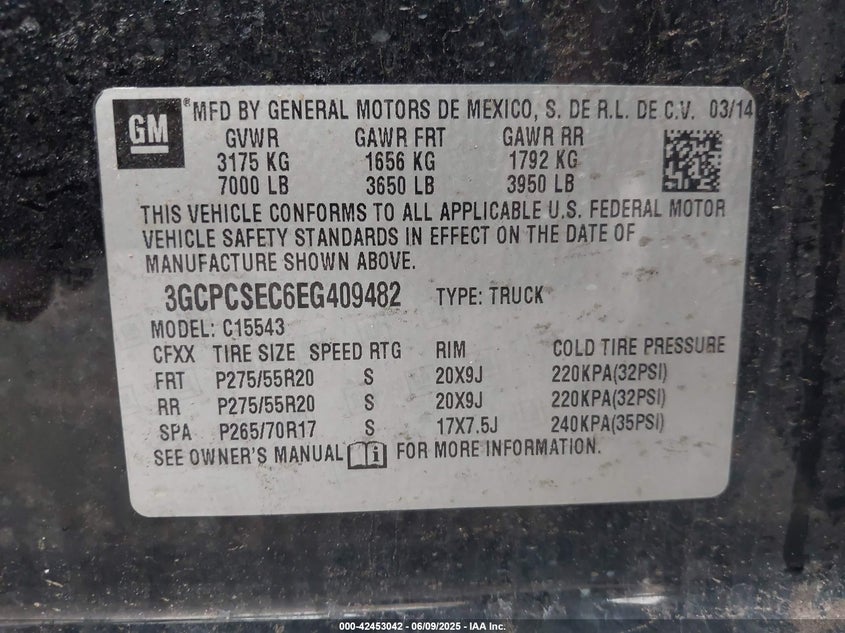 GM ® MFD BY GENERAL MOTORS DE MEXICO, S. DE R.L. DE C.V. 03/14
GVWR GAWR FRT GAWR RR
3175 KG 1656 KG 1792 KG
7000 LB 3650 LB 3950 LB
THIS VEHICLE CONFORMS TO ALL APPLICABLE U.S. FEDERAL MOTOR
VEHICLE SAFETY STANDARDS IN EFFECT ON THE DATE OF
MANUFACTURE SHOWN ABOVE.
3GCPCSEC6EG409482 TYPE: TRUCK
MODEL: C15543
CFXX TIRE SIZE SPEED RTG RIM COLD TIRE PRESSURE
FRT P275/55R20 S 20X9J 220KPA(32PSI)
RR P275/55R20 S 20X9J 220KPA(32PSI)
SPA P265/70R17 S 17X7.5J 240KPA(35PSI)
SEE OWNER'S MANUAL i FOR MORE INFORMATION.
000-42453042 - 06/09/2025 - IAA Inc.